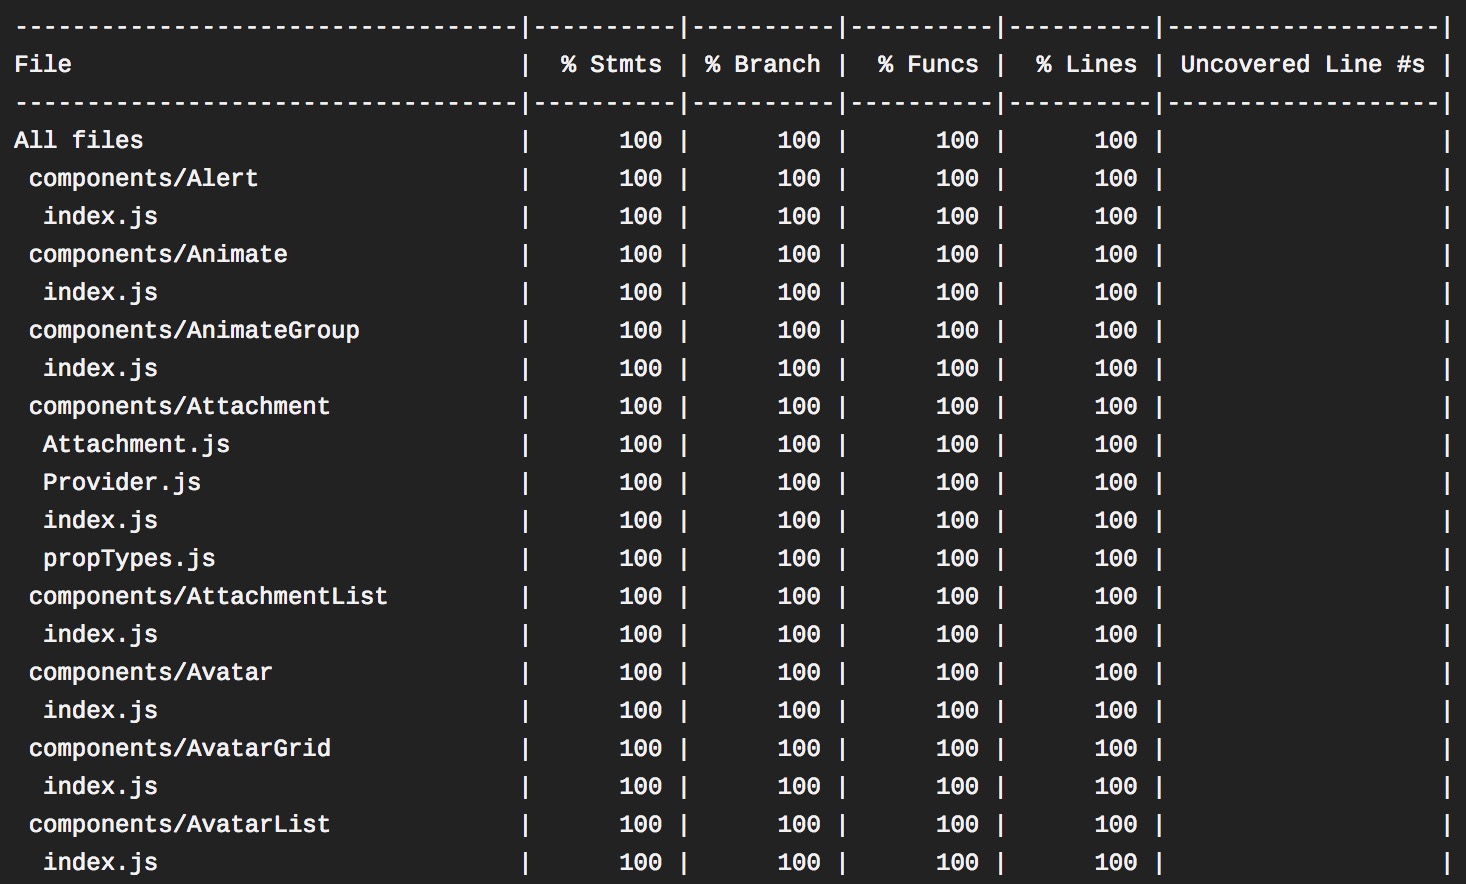 -----------------------------------|----------|----------|----------|----------|-------------------|
File                               |  % Stmts | % Branch |  % Funcs |  % Lines | Uncovered Line #s |
-----------------------------------|----------|----------|----------|----------|-------------------|
All files                          |      100 |      100 |      100 |      100 |                   |
 components/Alert                  |      100 |      100 |      100 |      100 |                   |
  index.js                         |      100 |      100 |      100 |      100 |                   |
 components/Animate                |      100 |      100 |      100 |      100 |                   |
  index.js                         |      100 |      100 |      100 |      100 |                   |
 components/AnimateGroup           |      100 |      100 |      100 |      100 |                   |
  index.js                         |      100 |      100 |      100 |      100 |                   |
 components/Attachment             |      100 |      100 |      100 |      100 |                   |
  Attachment.js                    |      100 |      100 |      100 |      100 |                   |
  Provider.js                      |      100 |      100 |      100 |      100 |                   |
  index.js                         |      100 |      100 |      100 |      100 |                   |
  propTypes.js                     |      100 |      100 |      100 |      100 |                   |
 components/AttachmentList         |      100 |      100 |      100 |      100 |                   |
  index.js                         |      100 |      100 |      100 |      100 |                   |
 components/Avatar                 |      100 |      100 |      100 |      100 |                   |
  index.js                         |      100 |      100 |      100 |      100 |                   |
 components/AvatarGrid             |      100 |      100 |      100 |      100 |                   |
  index.js                         |      100 |      100 |      100 |      100 |                   |
 components/AvatarList             |      100 |      100 |      100 |      100 |                   |
  index.js                         |      100 |      100 |      100 |      100 |                   |